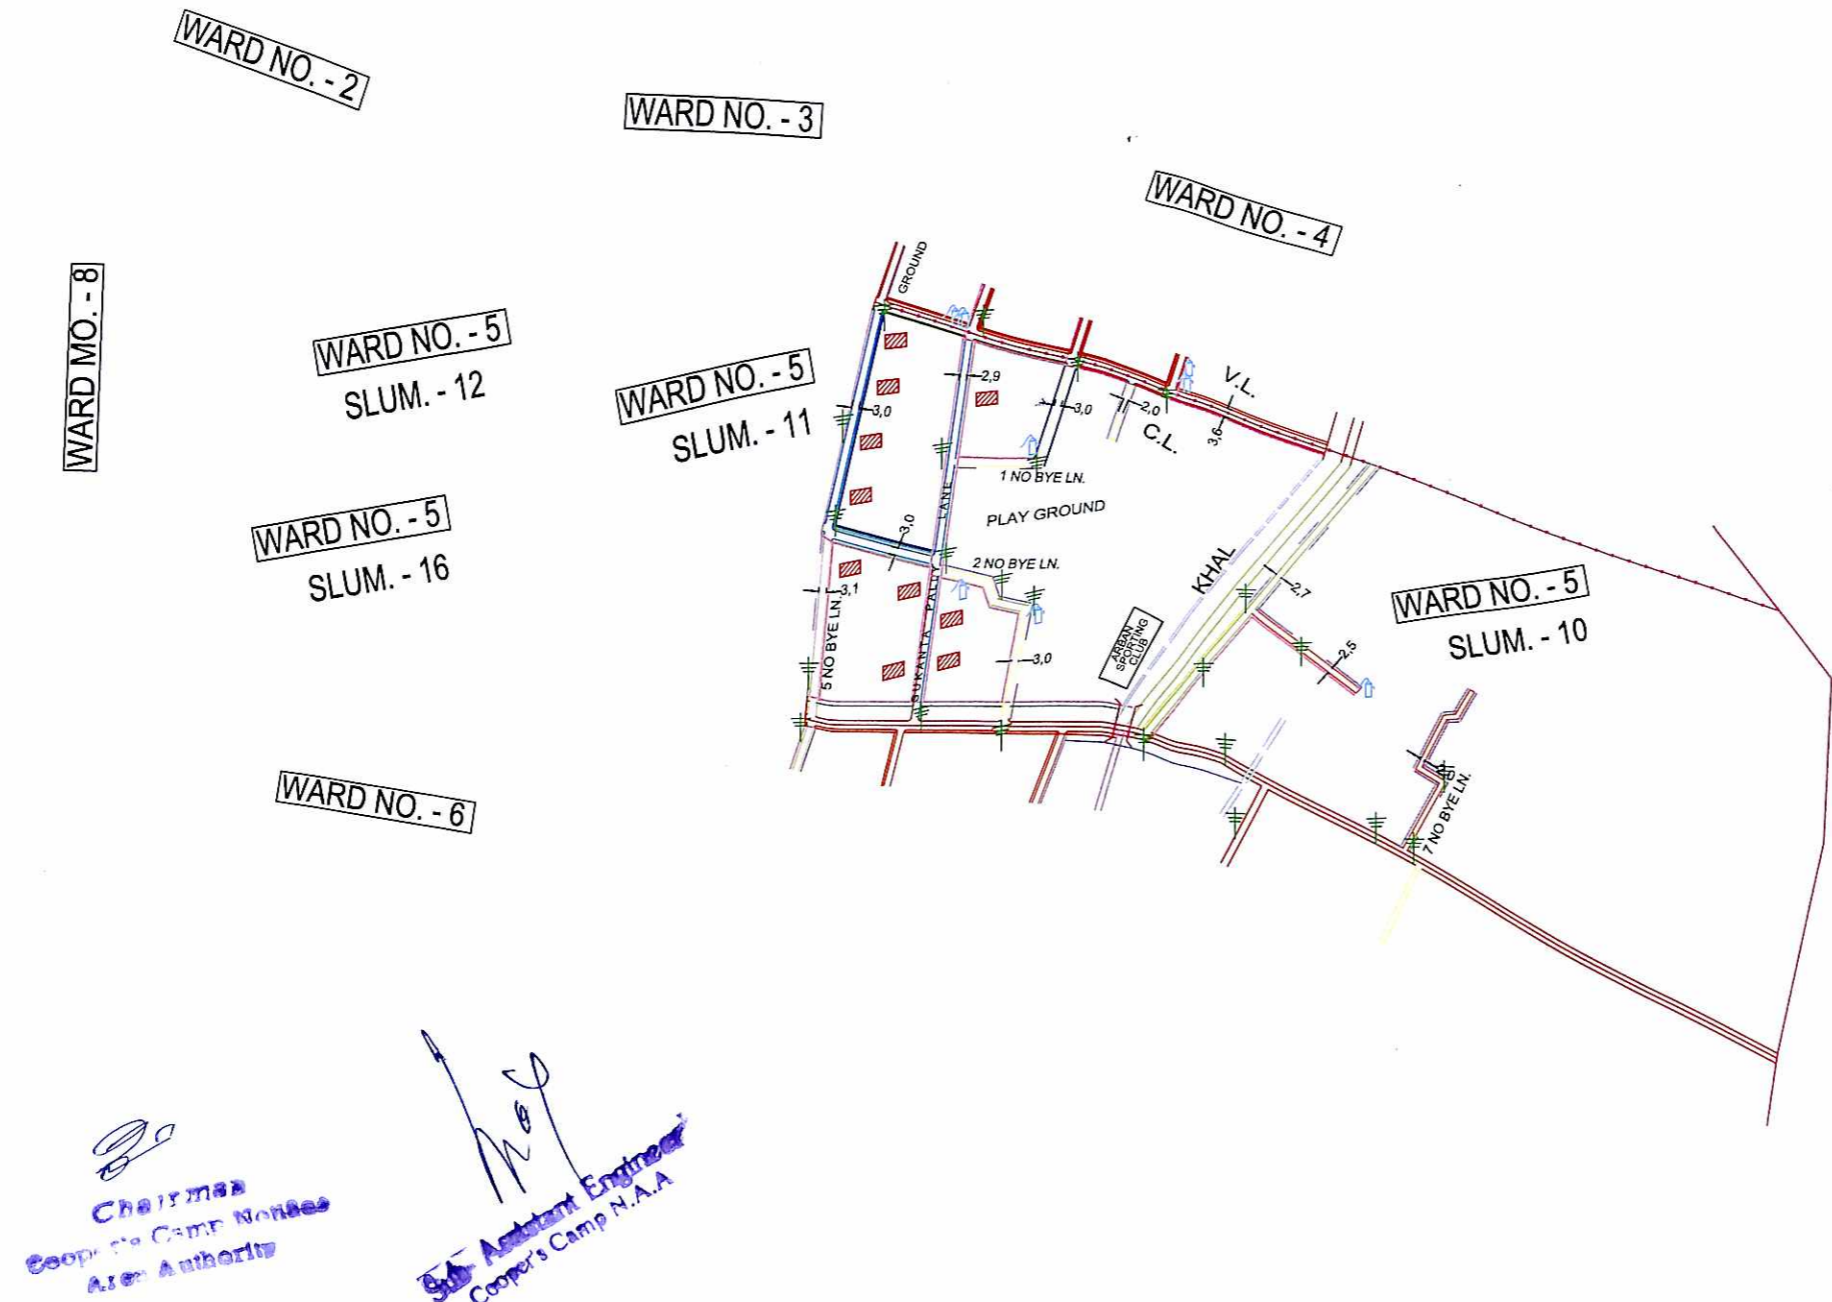 WARD NO. - 2
WARD NO. - 3
WARD NO. - 4
WARD MO. - 8
WARD NO. - 5
SLUM. - 12
WARD NO. - 5
SLUM. - 11
WARD NO. - 5
SLUM. - 16
WARD NO. - 6
GROUND
V.L.
2,9
3,0
3,0
2,0
C.L.
3,6
1 NO BYE LN.
PLAY GROUND
3,0
2 NO BYE LN.
SUKANTA PALLY LANE
3,1
5 NO BYE LN.
3,0
KHAL
ARBAN
SPORTING
CLUB
2,7
2,5
WARD NO. - 5
SLUM. - 10
2,0
7 NO BYE LN.
Chairman
Cooper's Camp Notified
Area Authority
Sub- Assistant Engineer
Cooper's Camp N.A.A